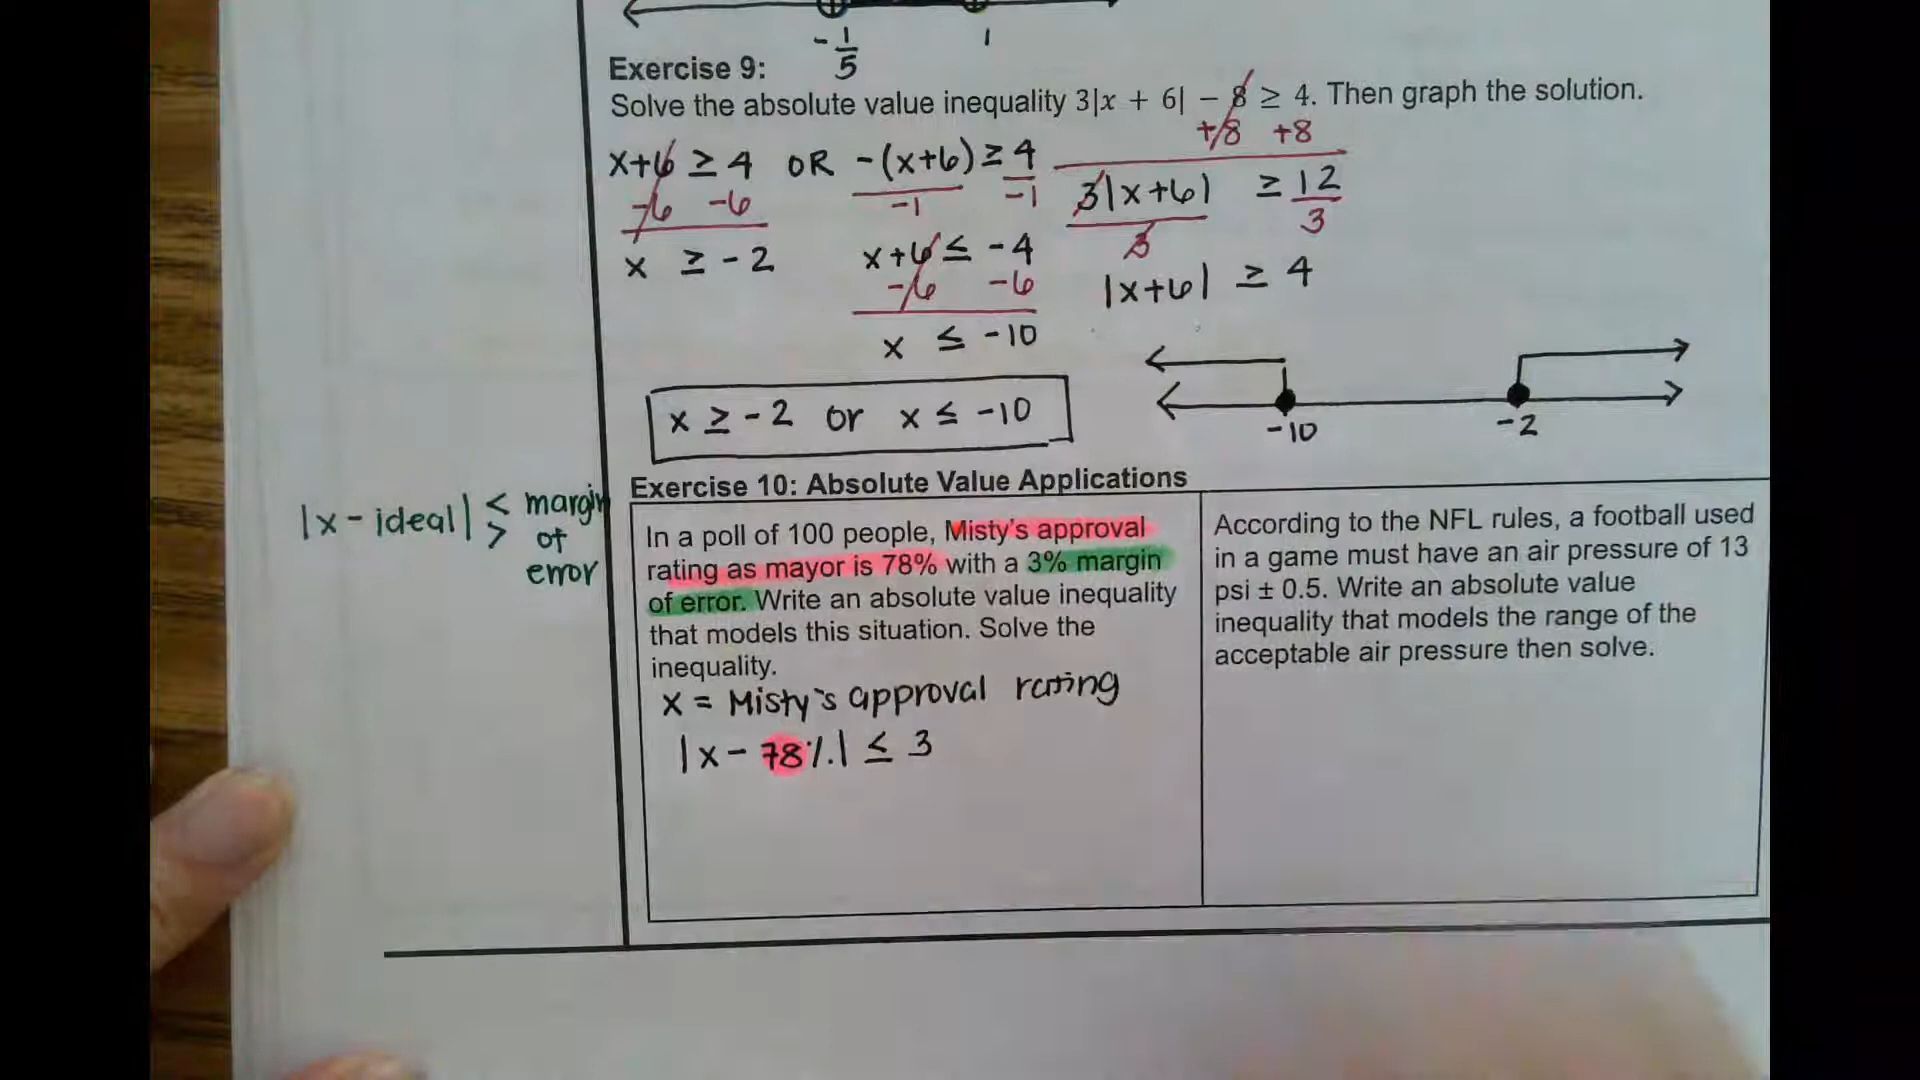 - 1/5
1
Exercise 9:
Solve the absolute value inequality 3|x + 6| − 8 ≥ 4. Then graph the solution.
+8 +8
x+6 ≥ 4 OR -(x+6) ≥ 4
-6 -6
-1 -1
3|x+6| ≥ 12
3 3
x ≥ -2
x+6 ≤ -4
-6 -6
|x+6| ≥ 4
x ≤ -10
x ≥ -2 or x ≤ -10
-10 -2
|x - ideal| < > margin
of
error
Exercise 10: Absolute Value Applications
In a poll of 100 people, Misty's approval
rating as mayor is 78% with a 3% margin
of error. Write an absolute value inequality
that models this situation. Solve the
inequality.
x = Misty's approval rating
|x - 78%| ≤ 3
According to the NFL rules, a football used
in a game must have an air pressure of 13
psi ± 0.5. Write an absolute value
inequality that models the range of the
acceptable air pressure then solve.